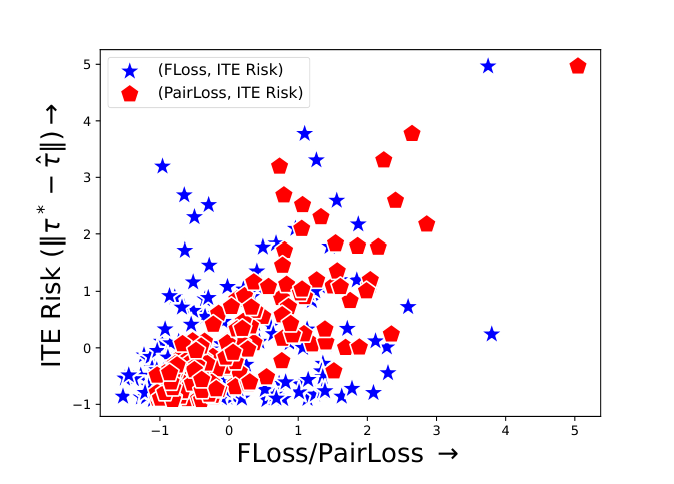 (FLoss, ITE Risk)
(PairLoss, ITE Risk)
ITE Risk (‖τ* − τ̂‖) →
5
4
3
2
1
0
−1
−1 0 1 2 3 4 5
FLoss/PairLoss →